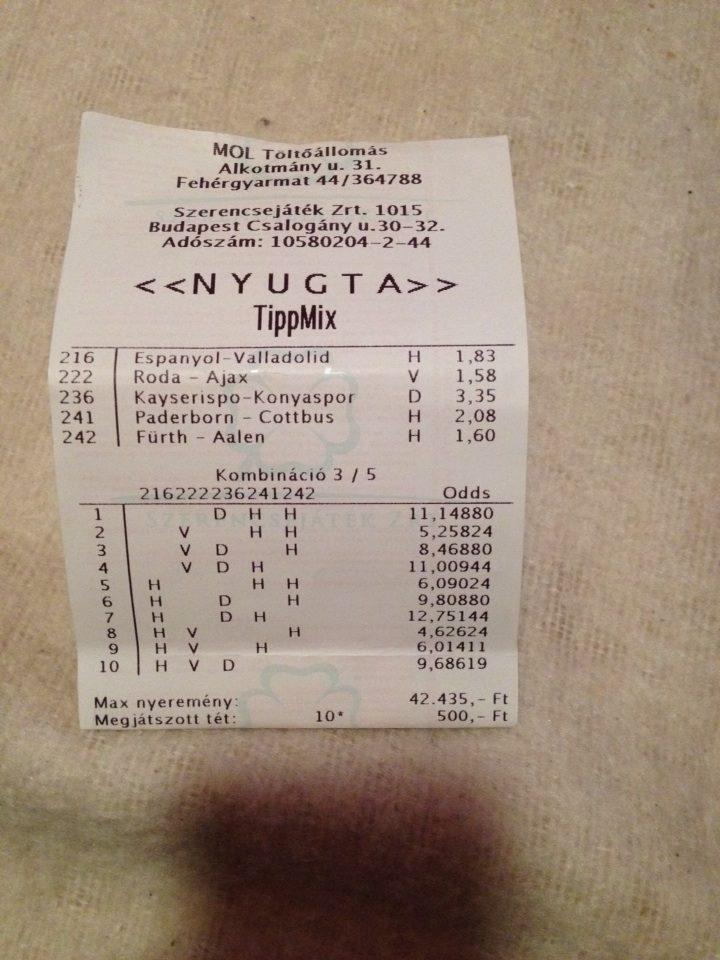 MOL Töltőállomás
Alkotmány u. 31.
Fehérgyarmat 44/364788
Szerencsejáték Zrt. 1015
Budapest Csalogány u.30-32.
Adószám: 10580204-2-44
<<NYUGTA>>
TippMix
216 Espanyol-Valladolid H 1,83
222 Roda - Ajax V 1,58
236 Kayserispo-Konyaspor D 3,35
241 Paderborn - Cottbus H 2,08
242 Fürth - Aalen H 1,60
Kombináció 3 / 5
216222236241242 Odds
1 D H H 11,14880
2 V H H 5,25824
3 V D H 8,46880
4 V D H 11,00944
5 H H H 6,09024
6 H D H 9,80880
7 H D H 12,75144
8 H V H 4,62624
9 H V H 6,01411
10 H V D 9,68619
Max nyeremény: 42.435,- Ft
Megjátszott tét: 10* 500,- Ft